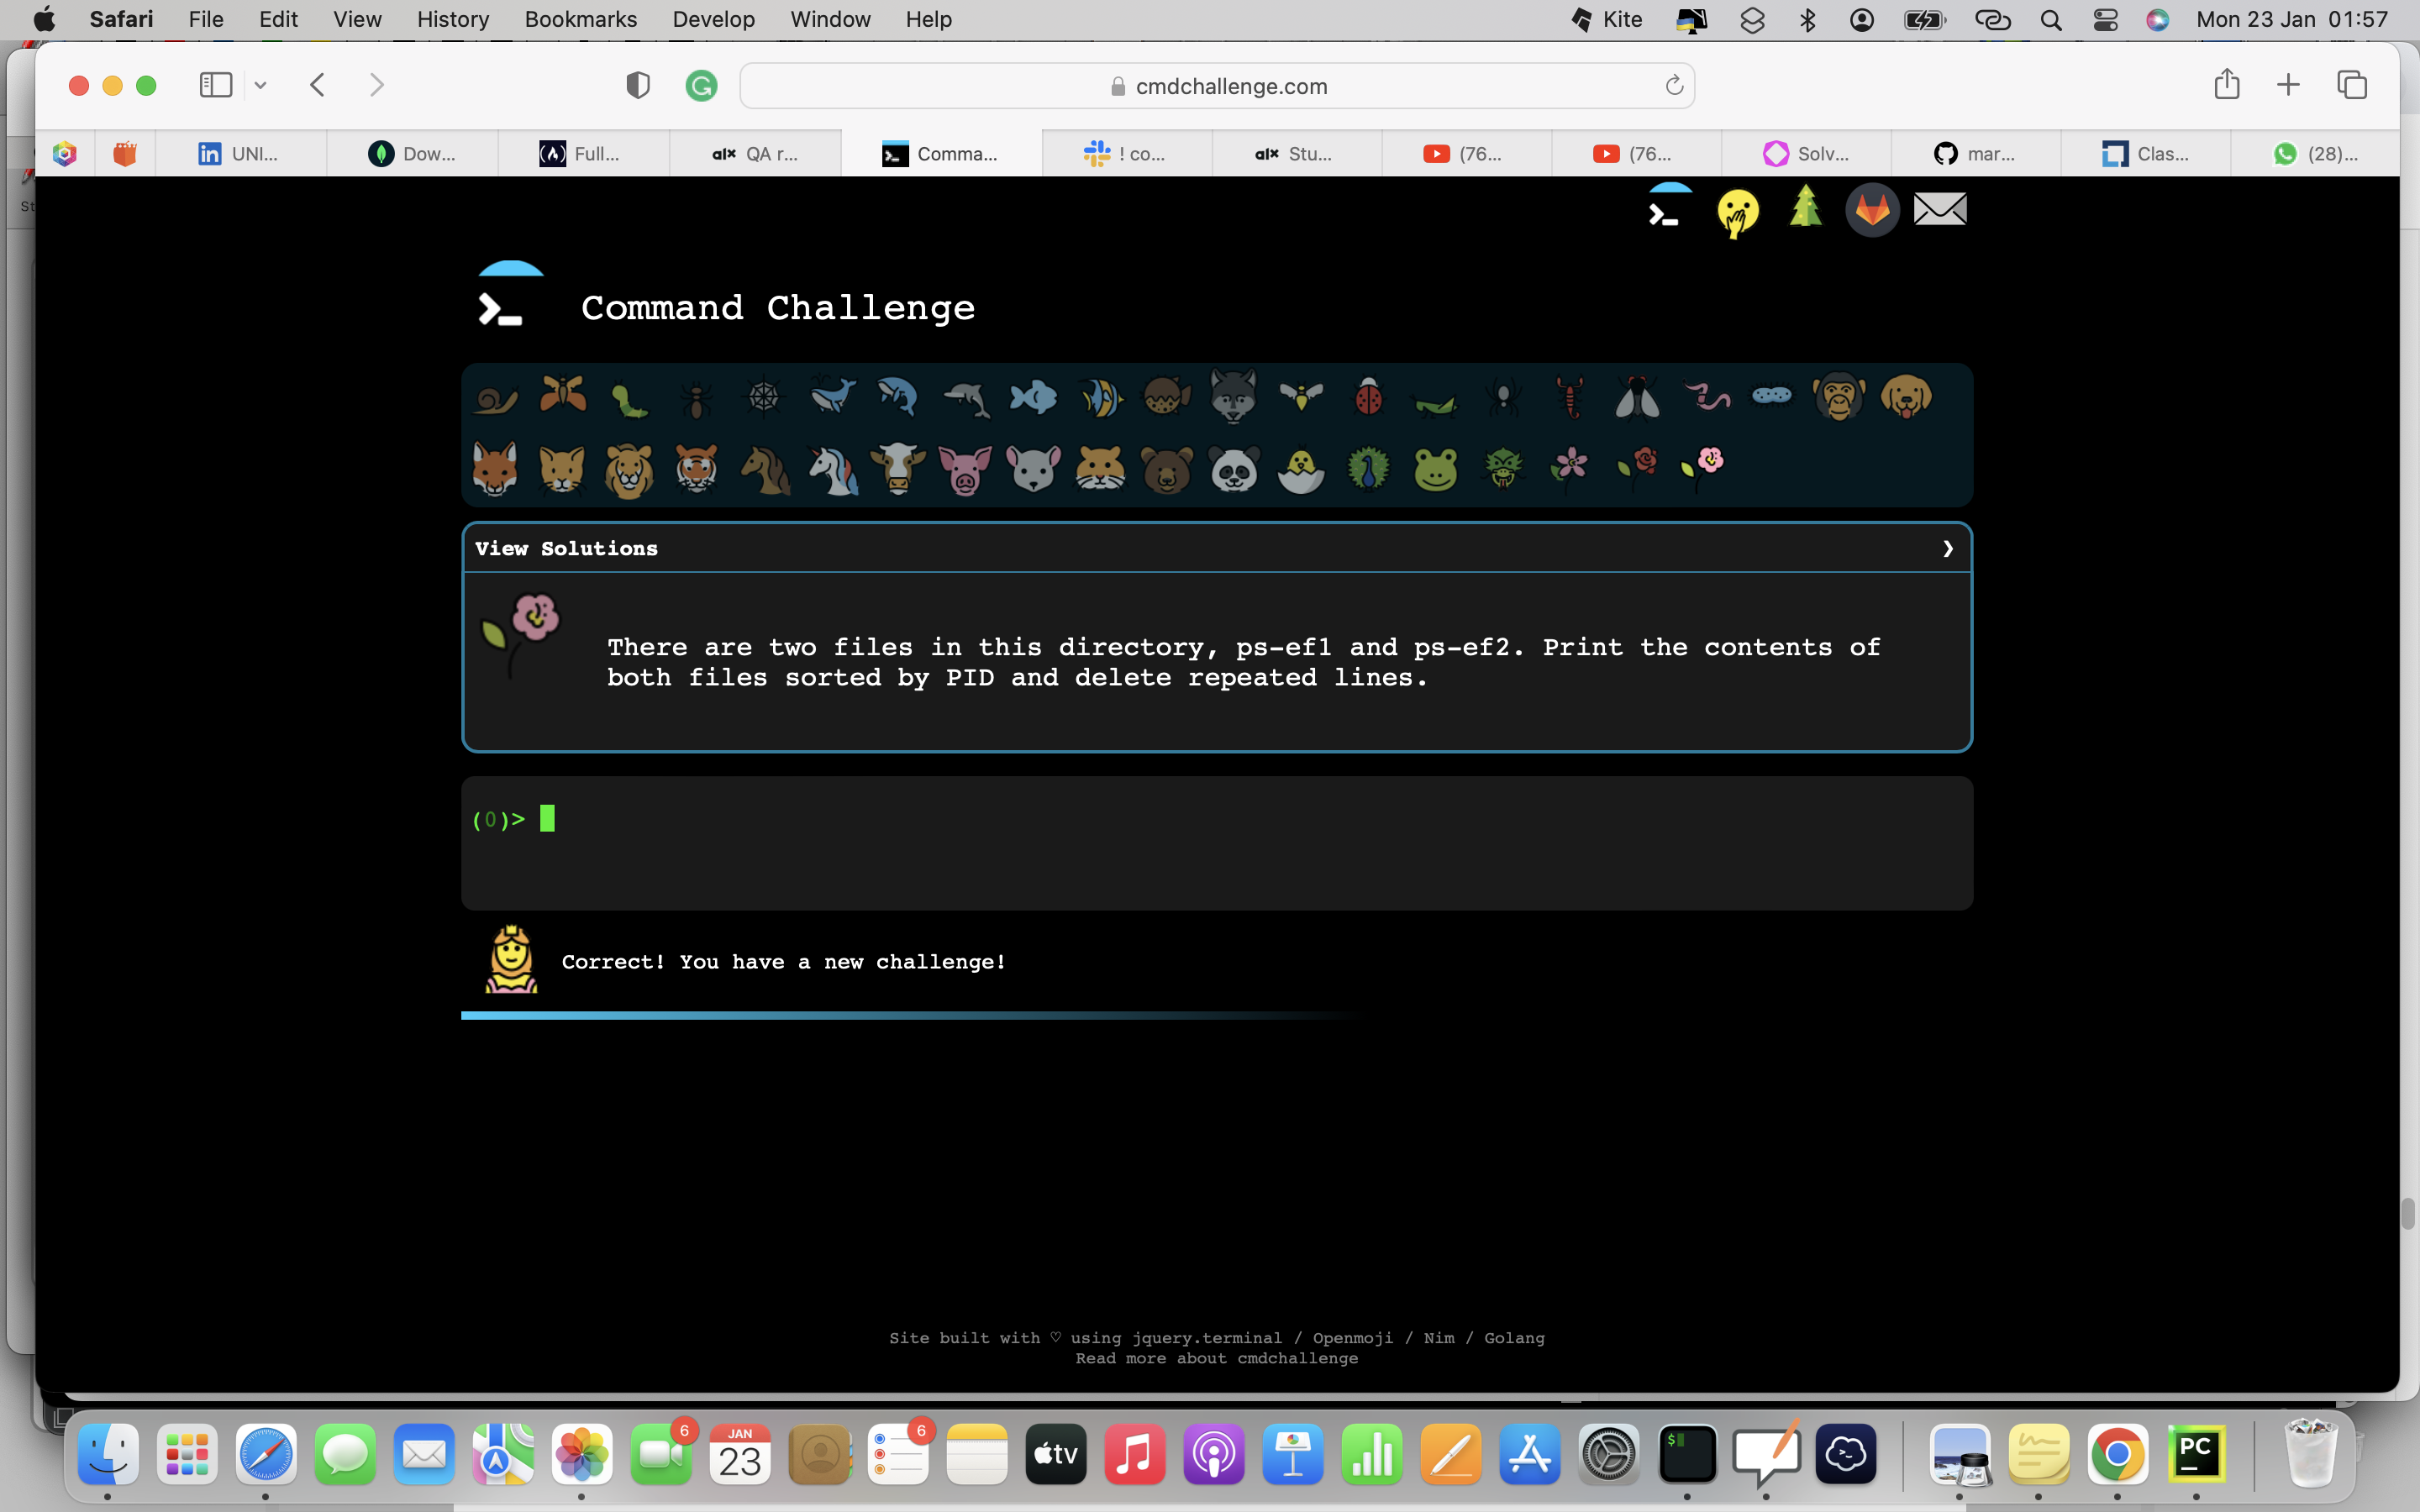 Safari File Edit View History Bookmarks Develop Window Help Kite Mon 23 Jan 01:57
cmdchallenge.com
UNI... Dow... Full... alx QA r... Comma... ! co... alx Stu... (76... (76... Solv... mar... Clas... (28)...
St
Command Challenge
View Solutions
There are two files in this directory, ps-ef1 and ps-ef2. Print the contents of
both files sorted by PID and delete repeated lines.
(0)>
Correct! You have a new challenge!
Site built with ♡ using jquery.terminal / Openmoji / Nim / Golang
Read more about cmdchallenge
6 JAN 23 6 tv $ PC